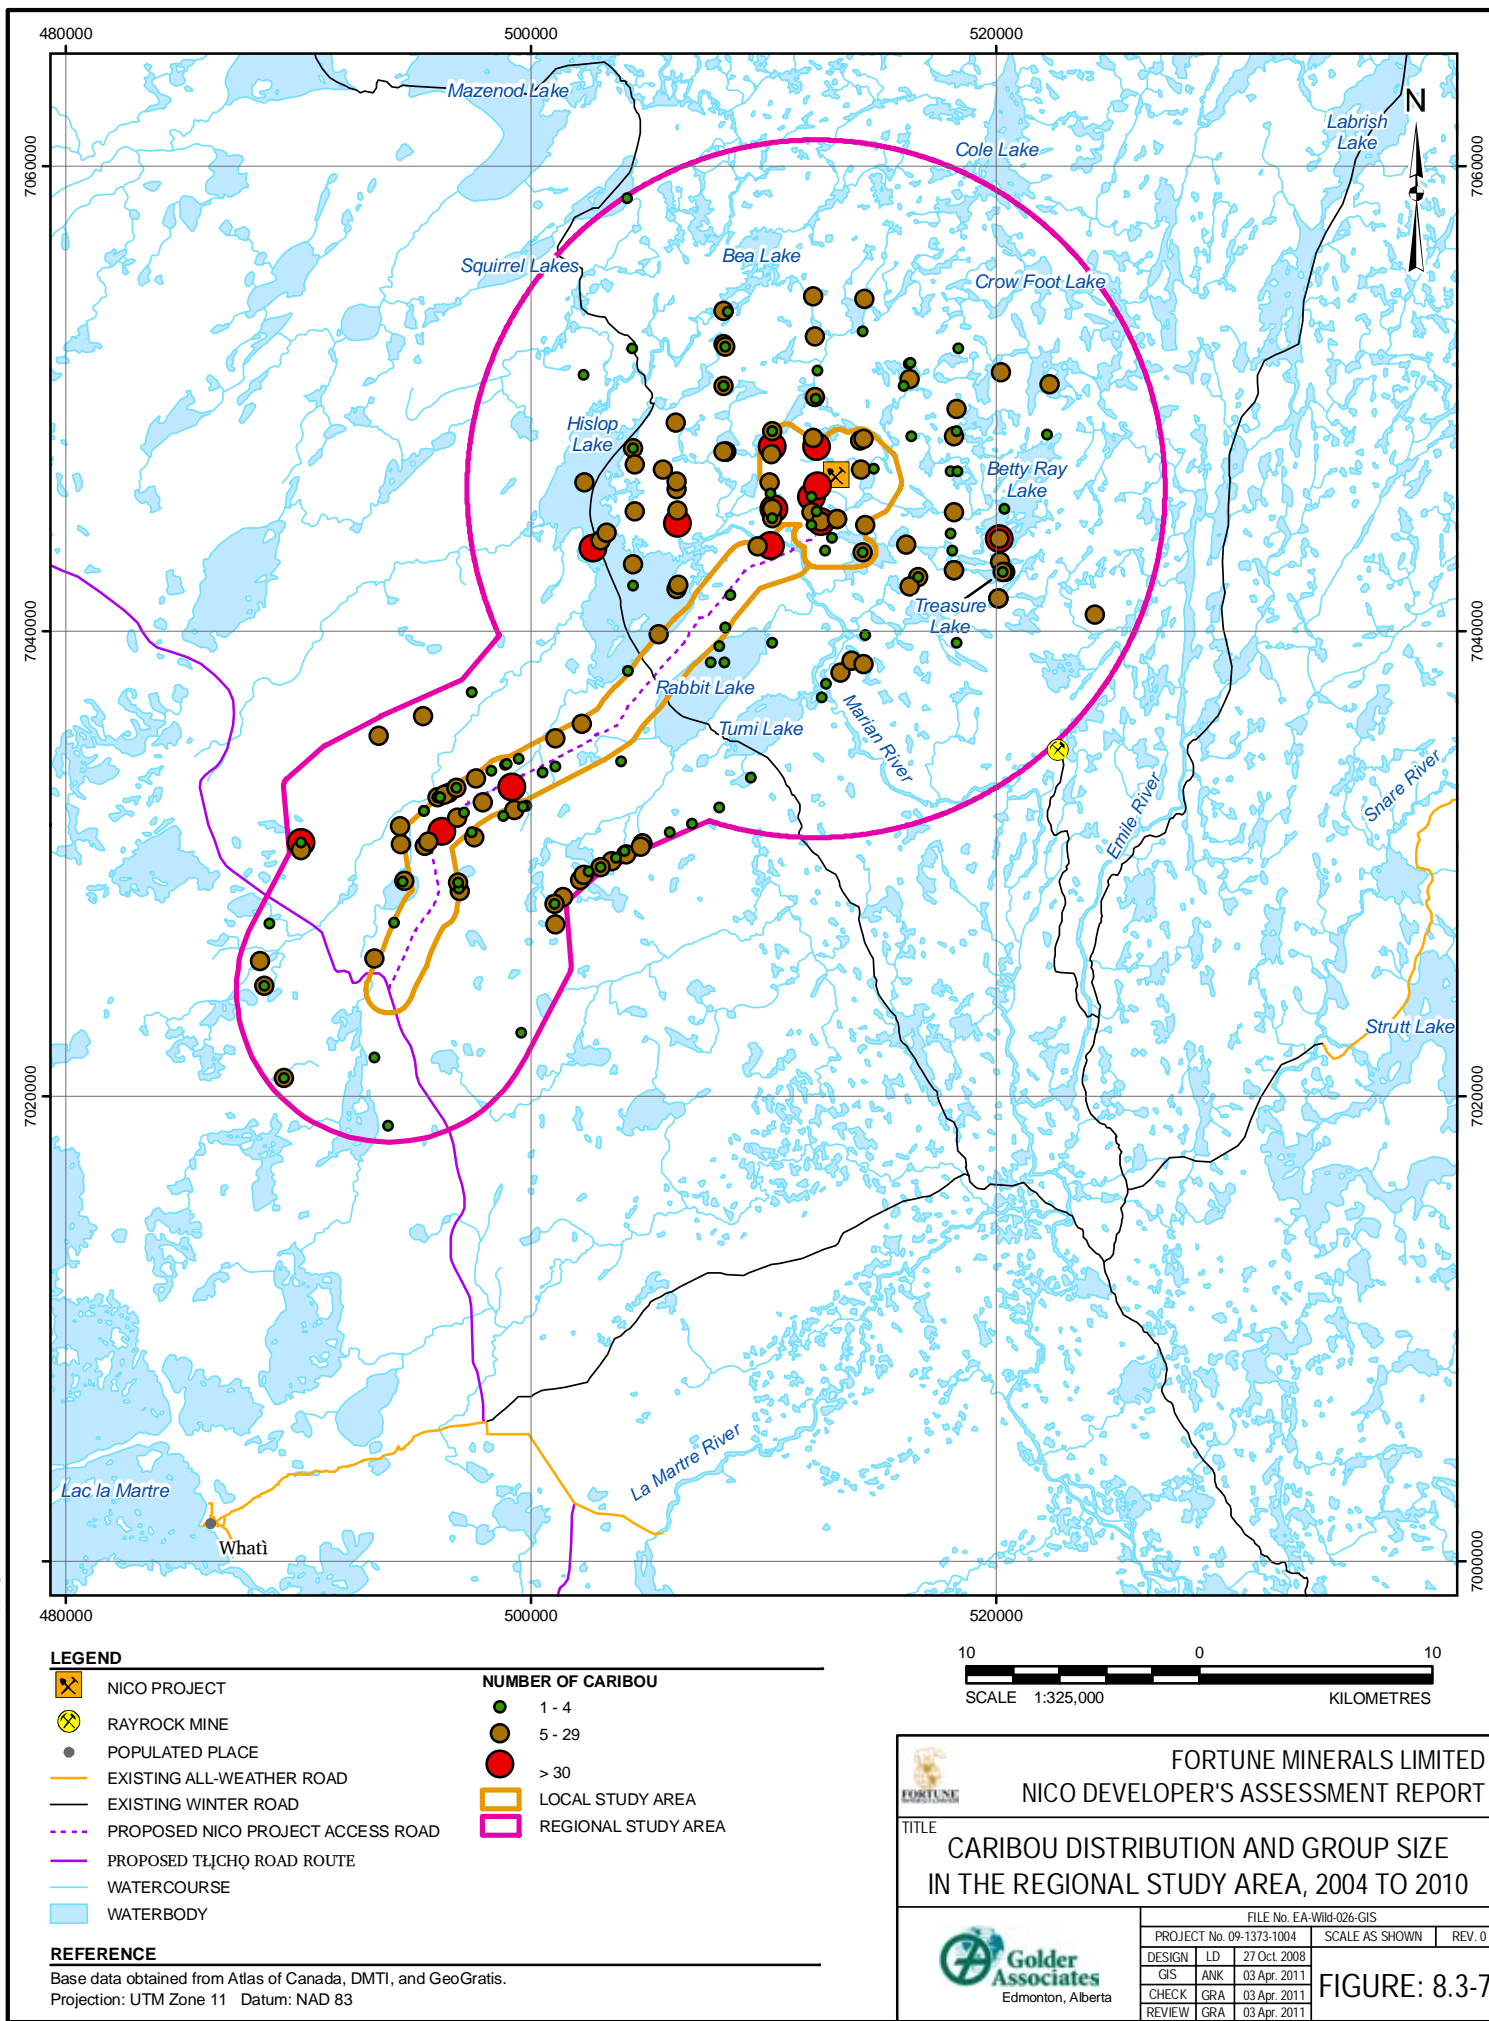 480000
500000
520000
N
Mazenod Lake
Labrish
Lake
Cole Lake
7060000
7060000
Bea Lake
Squirrel Lakes
Crow Foot Lake
Hislop
Lake
Betty Ray
Lake
Treasure
Lake
7040000
7040000
Rabbit Lake
Tumi Lake
Marian River
Emile River
Snare River
Strutt Lake
7020000
7020000
La Martre River
Lac la Martre
Whatì
7000000
480000
500000
520000
LEGEND
NICO PROJECT
RAYROCK MINE
POPULATED PLACE
EXISTING ALL-WEATHER ROAD
EXISTING WINTER ROAD
PROPOSED NICO PROJECT ACCESS ROAD
PROPOSED TŁĮCHǪ ROAD ROUTE
WATERCOURSE
WATERBODY
NUMBER OF CARIBOU
1 - 4
5 - 29
> 30
LOCAL STUDY AREA
REGIONAL STUDY AREA
REFERENCE
Base data obtained from Atlas of Canada, DMTI, and GeoGratis.
Projection: UTM Zone 11 Datum: NAD 83
10 0 10
SCALE 1:325,000 KILOMETRES
FORTUNE
FORTUNE MINERALS LIMITED
NICO DEVELOPER'S ASSESSMENT REPORT
TITLE
CARIBOU DISTRIBUTION AND GROUP SIZE
IN THE REGIONAL STUDY AREA, 2004 TO 2010
Golder
Associates
Edmonton, Alberta
FILE No. EA-Wild-026-GIS
PROJECT No. 09-1373-1004 SCALE AS SHOWN REV. 0
DESIGN LD 27 Oct. 2008
GIS ANK 03 Apr. 2011
CHECK GRA 03 Apr. 2011
REVIEW GRA 03 Apr. 2011
FIGURE: 8.3-7